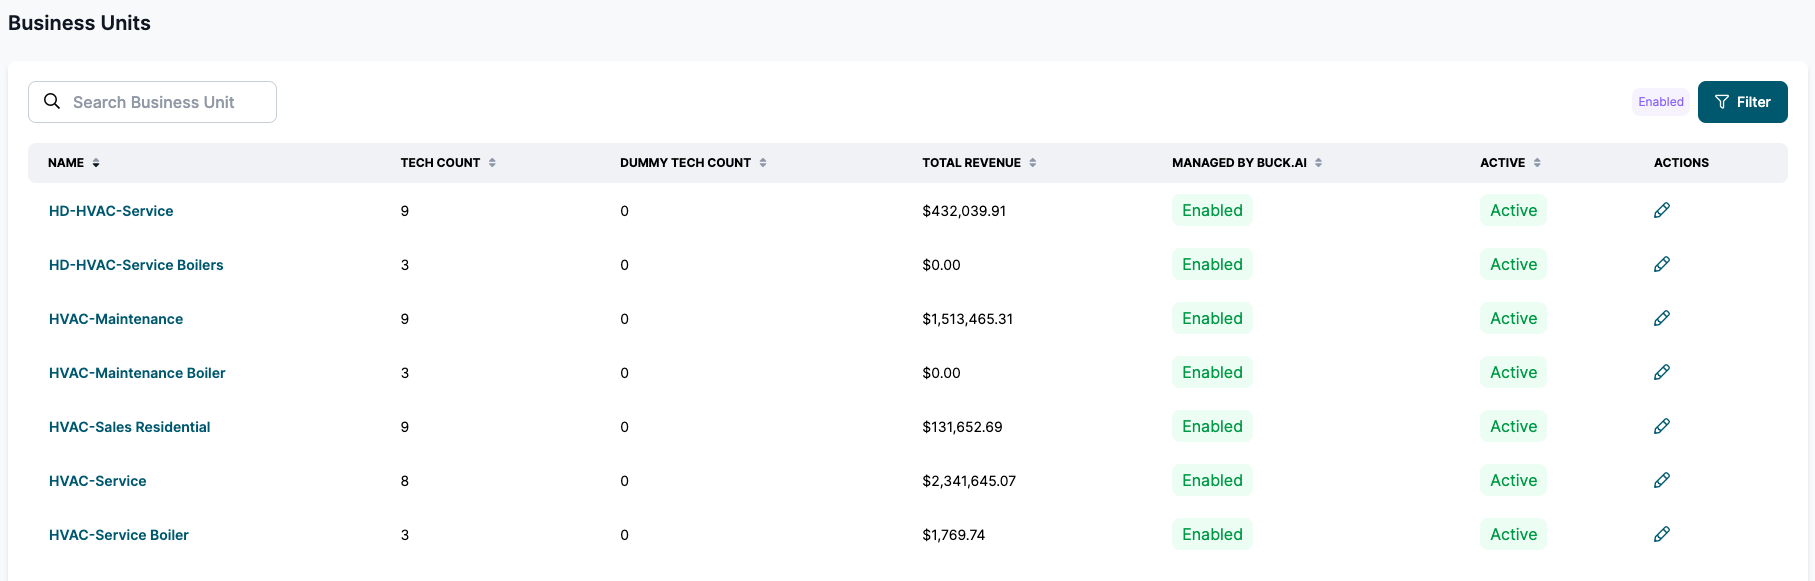 Business Units
Search Business Unit
Enabled
Filter
NAME TECH COUNT DUMMY TECH COUNT TOTAL REVENUE MANAGED BY BUCK.AI ACTIVE ACTIONS
HD-HVAC-Service 9 0 $432,039.91 Enabled Active
HD-HVAC-Service Boilers 3 0 $0.00 Enabled Active
HVAC-Maintenance 9 0 $1,513,465.31 Enabled Active
HVAC-Maintenance Boiler 3 0 $0.00 Enabled Active
HVAC-Sales Residential 9 0 $131,652.69 Enabled Active
HVAC-Service 8 0 $2,341,645.07 Enabled Active
HVAC-Service Boiler 3 0 $1,769.74 Enabled Active